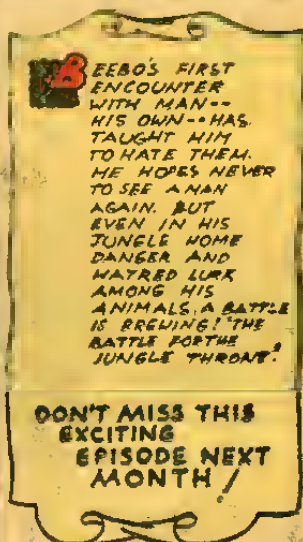 BEEBO'S FIRST
ENCOUNTER
WITH MAN--
HIS OWN--HAS
TAUGHT HIM
TO HATE THEM.
HE HOPES NEVER
TO SEE A MAN
AGAIN. BUT
EVEN IN HIS
JUNGLE HOME
DANGER AND
HATRED LURK
AMONG HIS
ANIMALS. A BATTLE
IS BREWING! "THE
BATTLE FOR THE
JUNGLE THRONE"!
DON'T MISS THIS
EXCITING
EPISODE NEXT
MONTH!